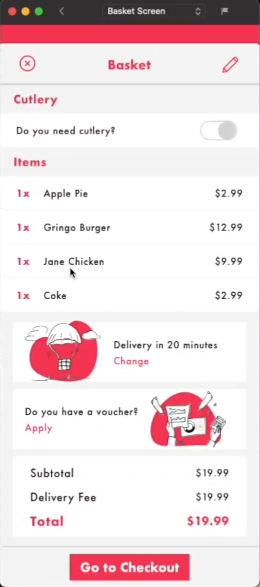 Basket Screen
Basket
Cutlery
Do you need cutlery?
Items
1x Apple Pie $2.99
1x Gringo Burger $12.99
1x Jane Chicken $9.99
1x Coke $2.99
Delivery in 20 minutes
Change
Do you have a voucher?
Apply
Subtotal $19.99
Delivery Fee $19.99
Total $19.99
Go to Checkout